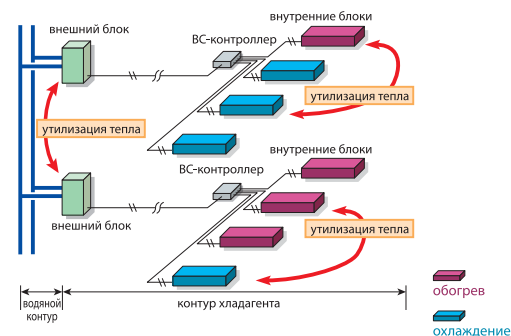 внешний блок
внутренние блоки
ВС-контроллер
утилизация тепла
утилизация тепла
внутренние блоки
ВС-контроллер
внешний блок
утилизация тепла
водяной
контур
контур хладагента
обогрев
охлаждение